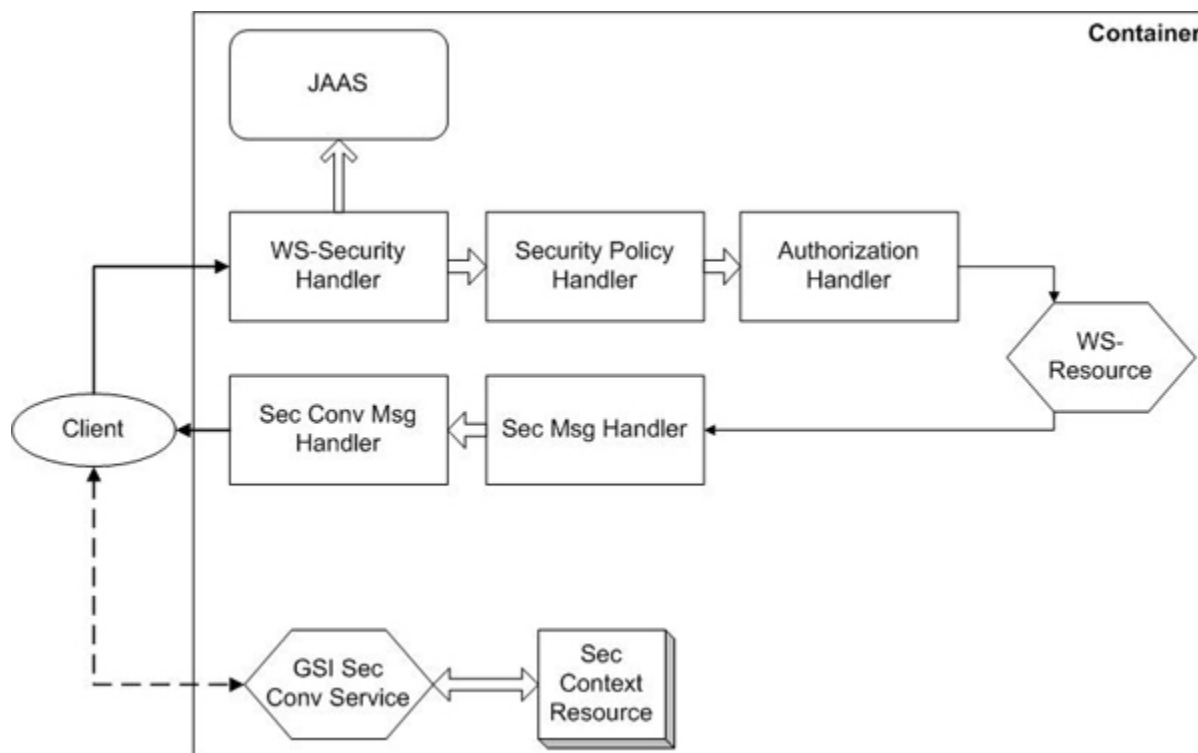 Container
JAAS
WS-Security
Handler
Security Policy
Handler
Authorization
Handler
WS-
Resource
Client
Sec Conv Msg
Handler
Sec Msg Handler
GSI Sec
Conv Service
Sec
Context
Resource